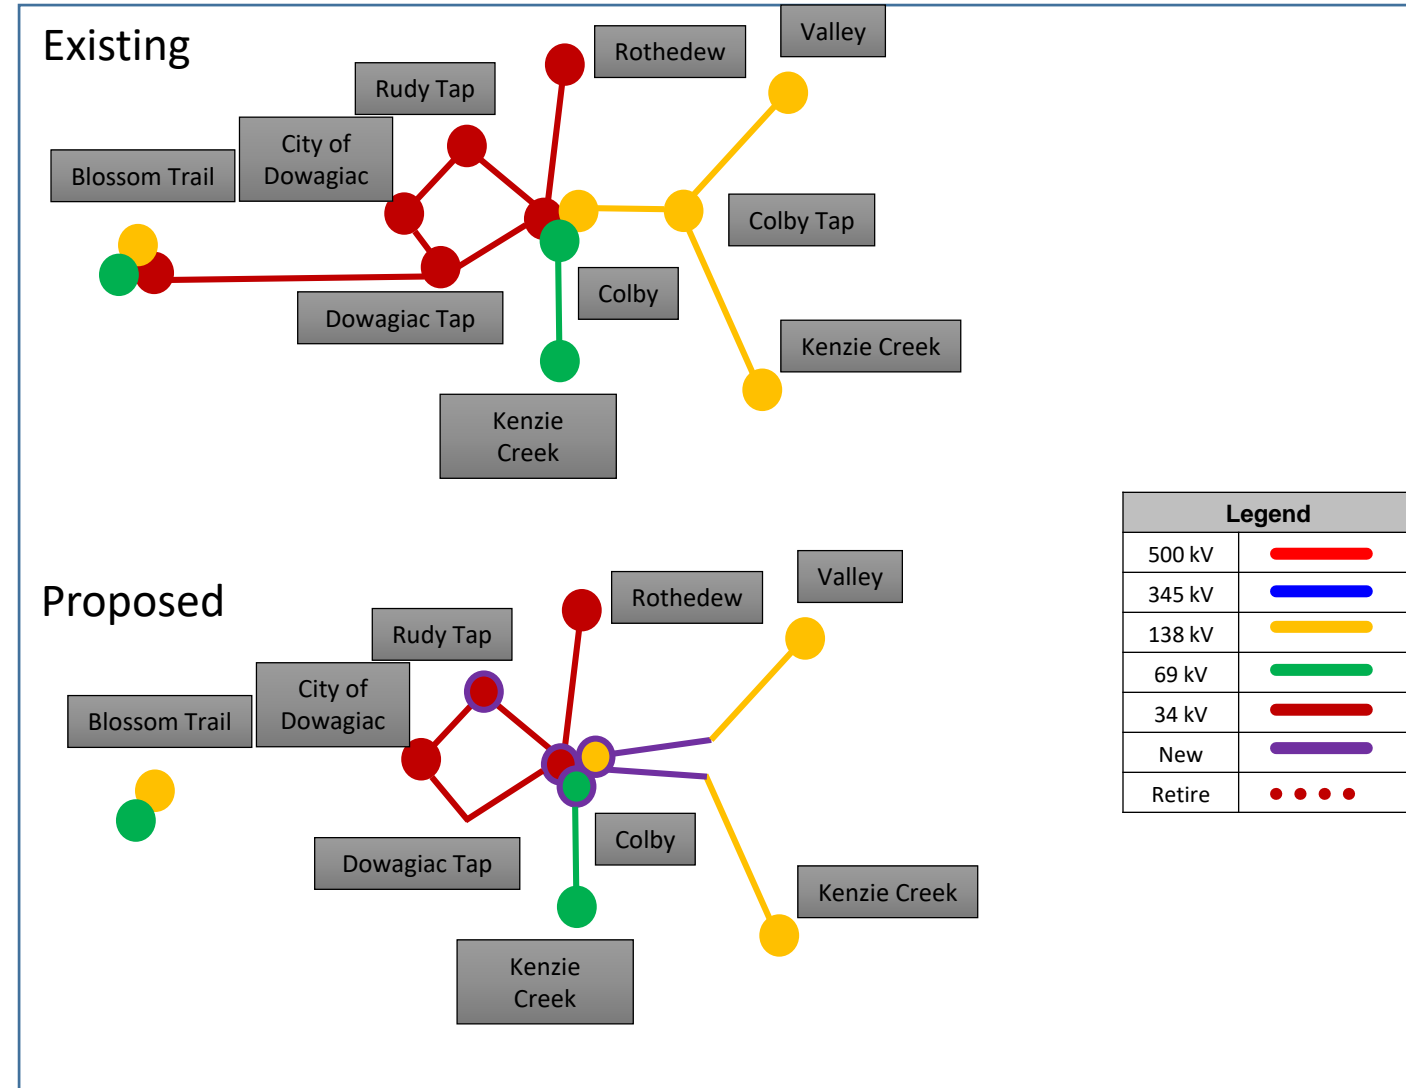 Existing
Valley
Rothedew
Rudy Tap
City of
Dowagiac
Blossom Trail
Colby Tap
Colby
Dowagiac Tap
Kenzie Creek
Kenzie
Creek
Legend
500 kV
345 kV
138 kV
69 kV
34 kV
New
Retire
Proposed
Valley
Rothedew
Rudy Tap
City of
Dowagiac
Blossom Trail
Colby
Dowagiac Tap
Kenzie Creek
Kenzie
Creek